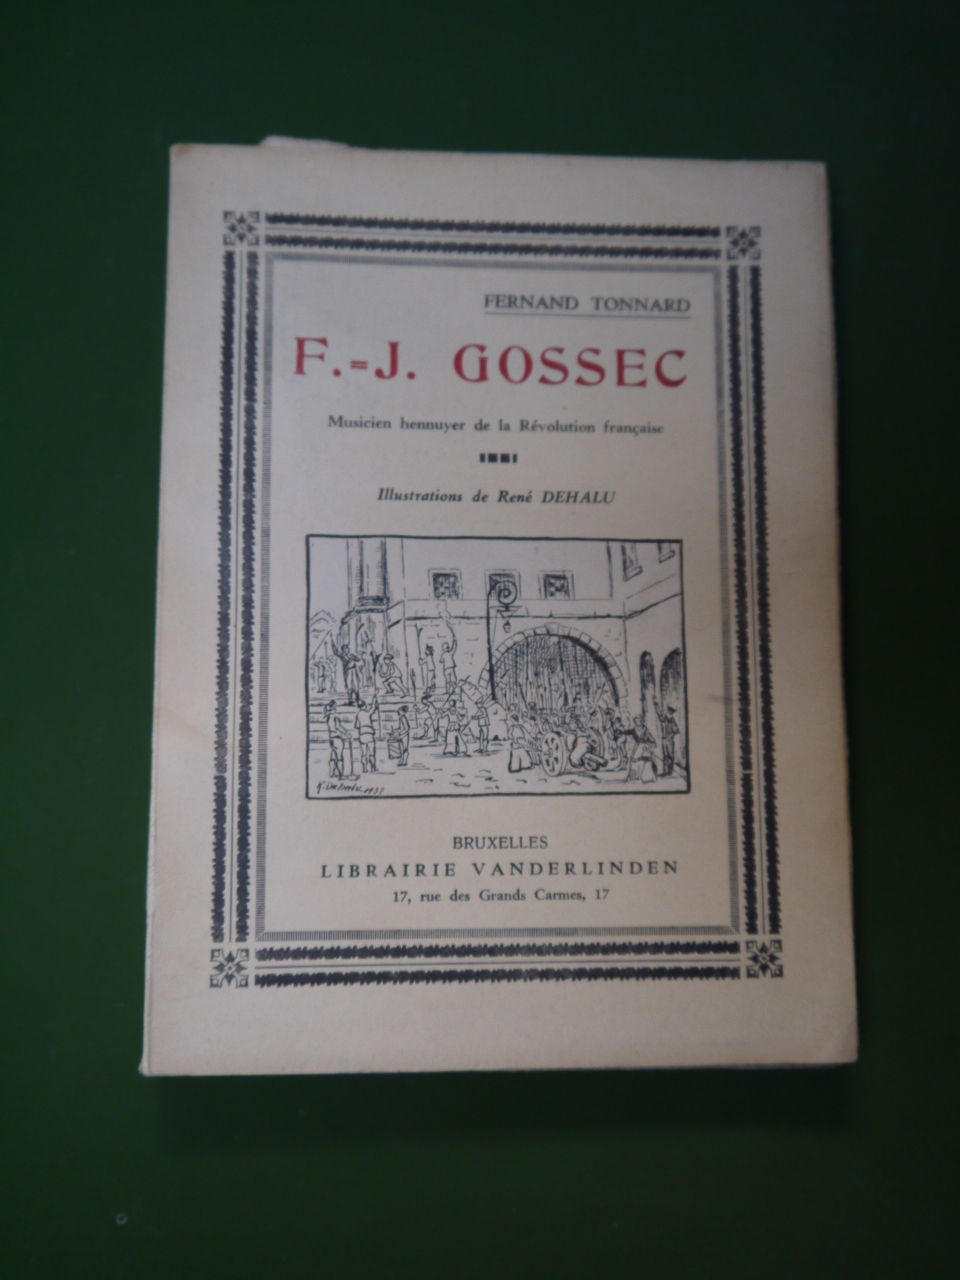 FERNAND TONNARD
F.=J. GOSSEC
Musicien hennuyer de la Révolution française
Illustrations de René DEHALU
BRUXELLES
LIBRAIRIE VANDERLINDEN
17, rue des Grands Carmes, 17